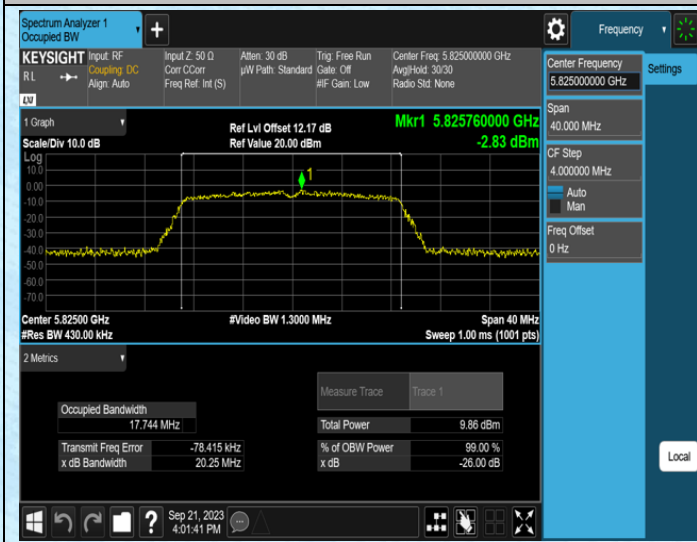 Spectrum Analyzer 1
Occupied BW
Frequency
KEYSIGHT
RL
LXI
Input: RF
Coupling: DC
Align: Auto
Input Z: 50 Ω
Corr CCorr
Freq Ref: Int (S)
Atten: 30 dB
µW Path: Standard
Trig: Free Run
Gate: Off
#IF Gain: Low
Center Freq: 5.825000000 GHz
Avg|Hold: 30/30
Radio Std: None
Center Frequency
5.825000000 GHz
Settings
Span
40.000 MHz
CF Step
4.000000 MHz
Auto
Man
Freq Offset
0 Hz
1 Graph
Scale/Div 10.0 dB
Ref Lvl Offset 12.17 dB
Ref Value 20.00 dBm
Mkr1 5.825760000 GHz
-2.83 dBm
Log
10.0
0.00
-10.0
-20.0
-30.0
-40.0
-50.0
-60.0
-70.0
1
Center 5.82500 GHz
#Res BW 430.00 kHz
#Video BW 1.3000 MHz
Span 40 MHz
Sweep 1.00 ms (1001 pts)
2 Metrics
Measure Trace
Trace 1
Occupied Bandwidth
17.744 MHz
Total Power
9.86 dBm
Transmit Freq Error
-78.415 kHz
% of OBW Power
99.00 %
x dB Bandwidth
20.25 MHz
x dB
-26.00 dB
Local
?
Sep 21, 2023
4:01:41 PM